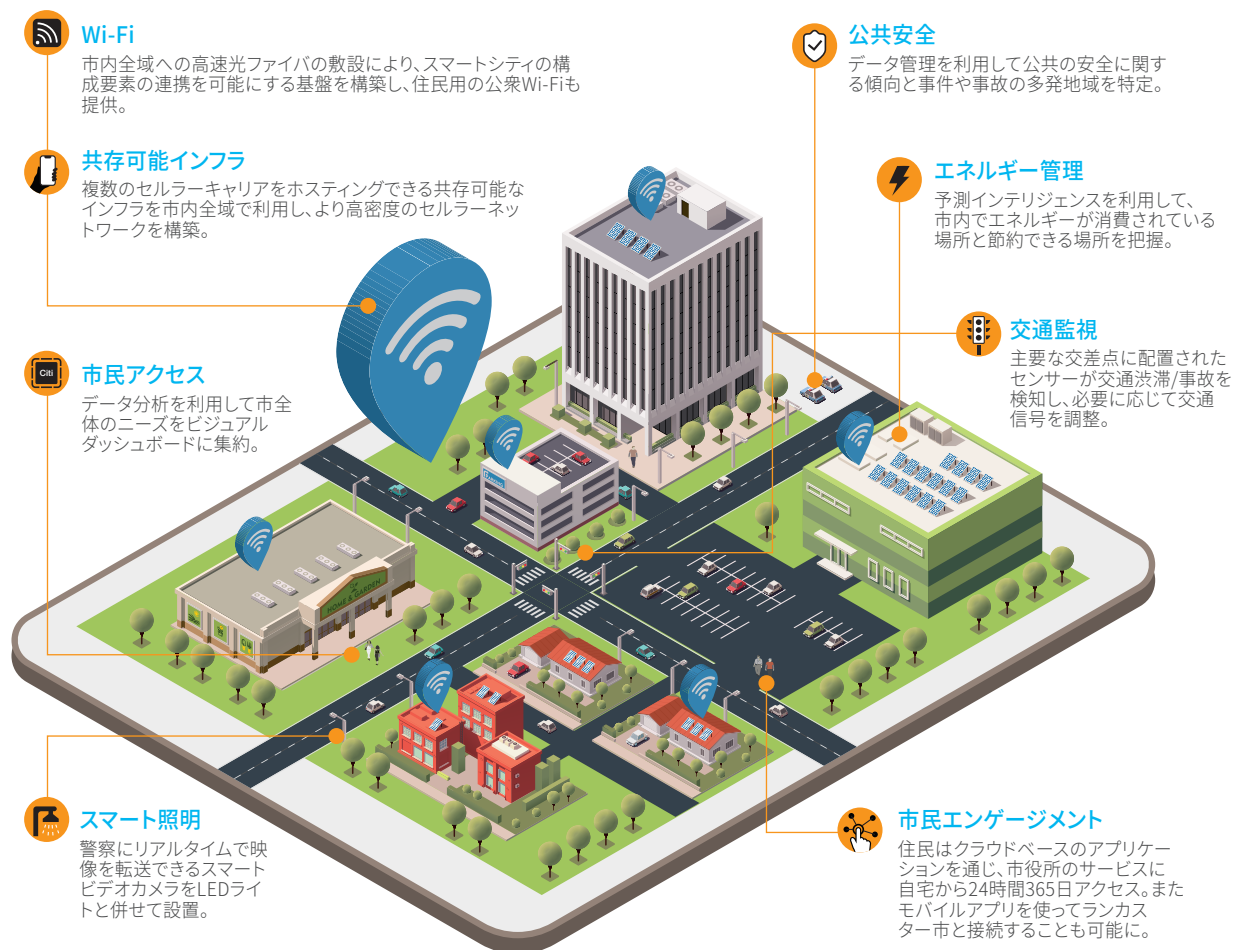 Wi-Fi
市内全域への高速光ファイバの敷設により、スマートシティの構
成要素の連携を可能にする基盤を構築し、住民用の公衆Wi-Fiも
提供。
共存可能インフラ
複数のセルラーキャリアをホスティングできる共存可能な
インフラを市内全域で利用し、より高密度のセルラーネッ
トワークを構築。
市民アクセス
データ分析を利用して市全
体のニーズをビジュアル
ダッシュボードに集約。
Citi
スマート照明
警察にリアルタイムで映
像を転送できるスマート
ビデオカメラをLEDライ
トと併せて設置。
公共安全
データ管理を利用して公共の安全に関す
る傾向と事件や事故の多発地域を特定。
エネルギー管理
予測インテリジェンスを利用して、
市内でエネルギーが消費されている
場所と節約できる場所を把握。
交通監視
主要な交差点に配置された
センサーが交通渋滞/事故を
検知し、必要に応じて交通
信号を調整。
市民エンゲージメント
住民はクラウドベースのアプリケー
ションを通じ、市役所のサービスに
自宅から24時間365日アクセス。また
モバイルアプリを使ってランカス
ター市と接続することも可能に。
HOME & GARDEN